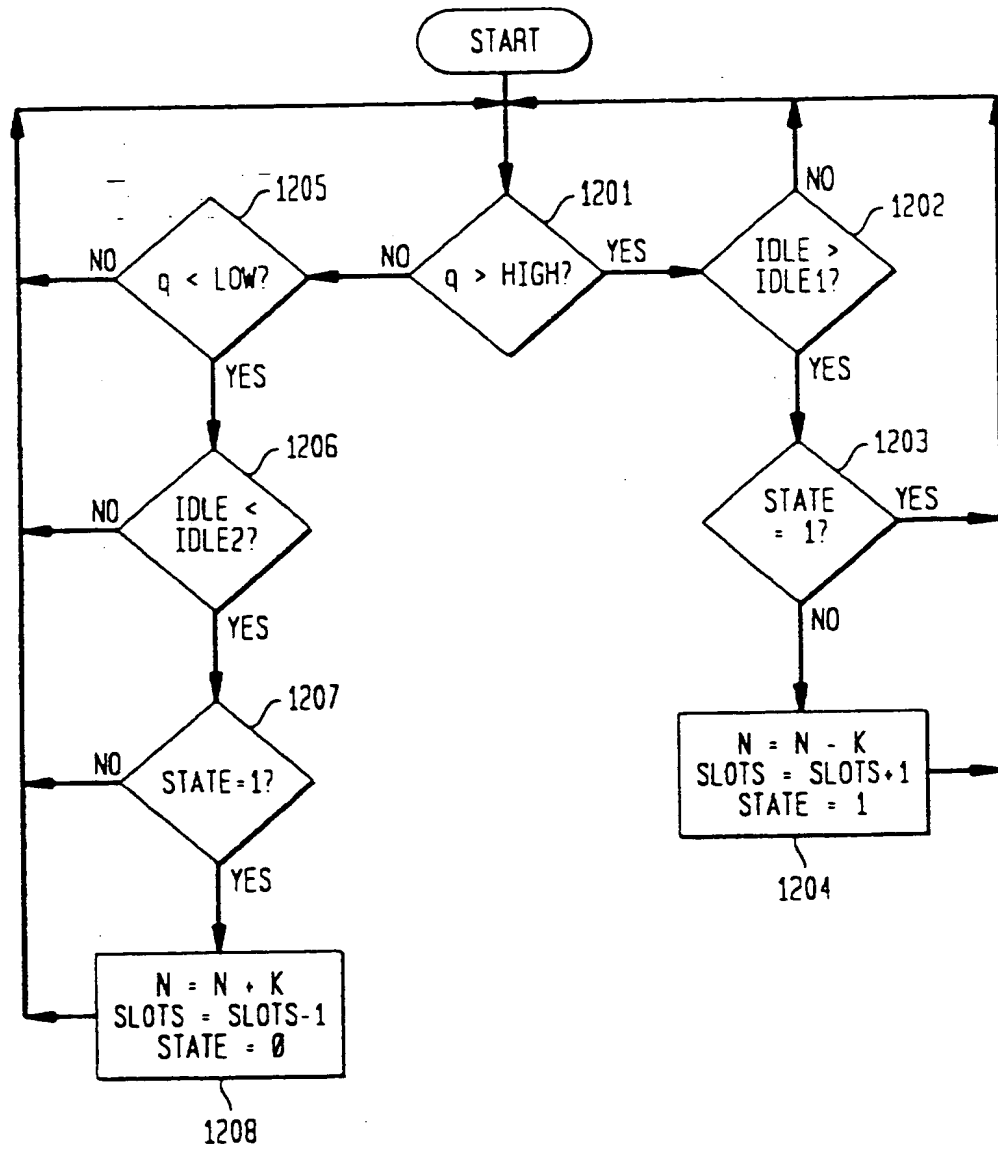 START
1205
1201
1202
NO
NO
q < LOW?
NO
q > HIGH?
YES
IDLE >
IDLE1?
YES
YES
1206
1203
NO
IDLE <
IDLE2?
STATE
= 1?
YES
YES
NO
1207
NO
STATE=1?
N = N - K
SLOTS = SLOTS+1
STATE = 1
YES
1204
N = N + K
SLOTS = SLOTS-1
STATE = 0
1208